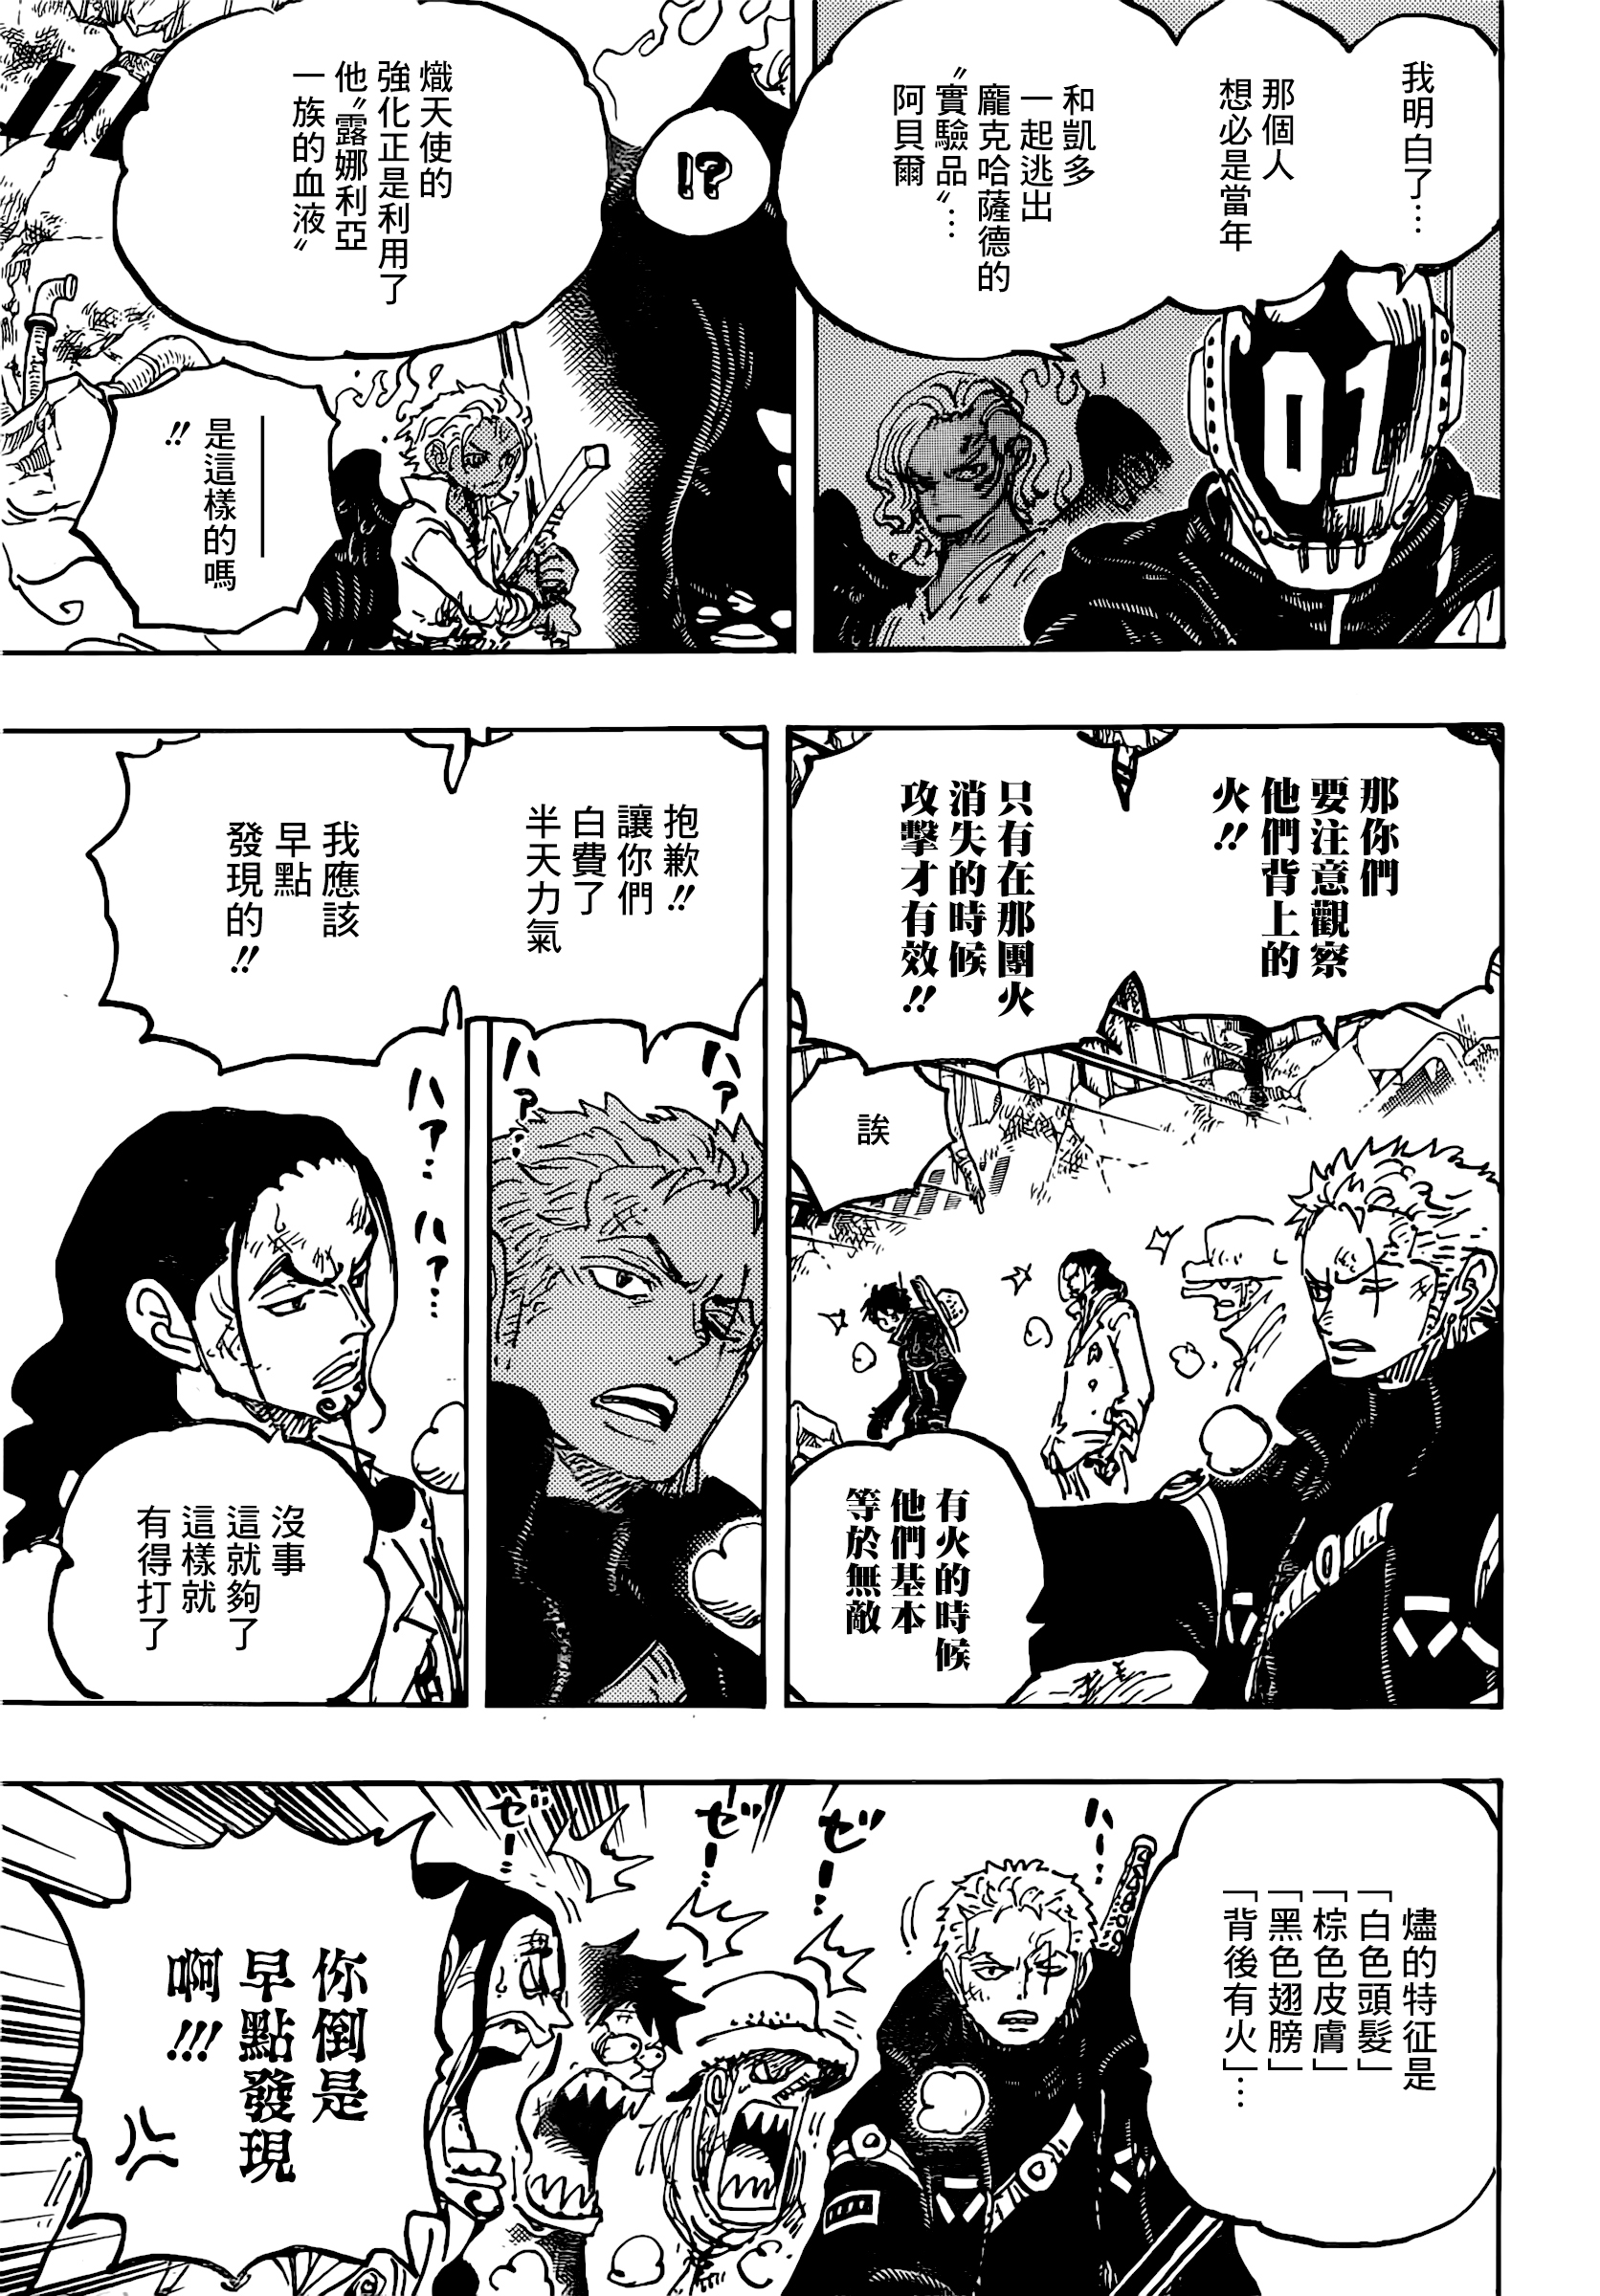 我明白了…
那個人
想必是當年
和凱多
一起逃出
龐克哈薩德的
〝實驗品〞…
阿貝爾
!?
熾天使的
強化正是利用了
他〝露娜利亞
一族的血液〞
——
是這樣的嗎
!!
01
那你們
要注意觀察
他們背上的
火!!
只有在那團火
消失的時候
攻擊才有效!!
誒
有火的時候
他們基本
等於無敵
抱歉!!
讓你們
白費了
半天力氣
ハァ…
ハァ…
我應該
早點
發現的!!
ハァ…
ハァ…
沒事
這就夠了
這樣就
有得打了
燼的特征是
「白色頭髮」
「棕色皮膚」
「黑色翅膀」
「背後有火」…
ハー…
ゼー!
ゼー!
ゼー!
你倒是
早點發現
啊!!!